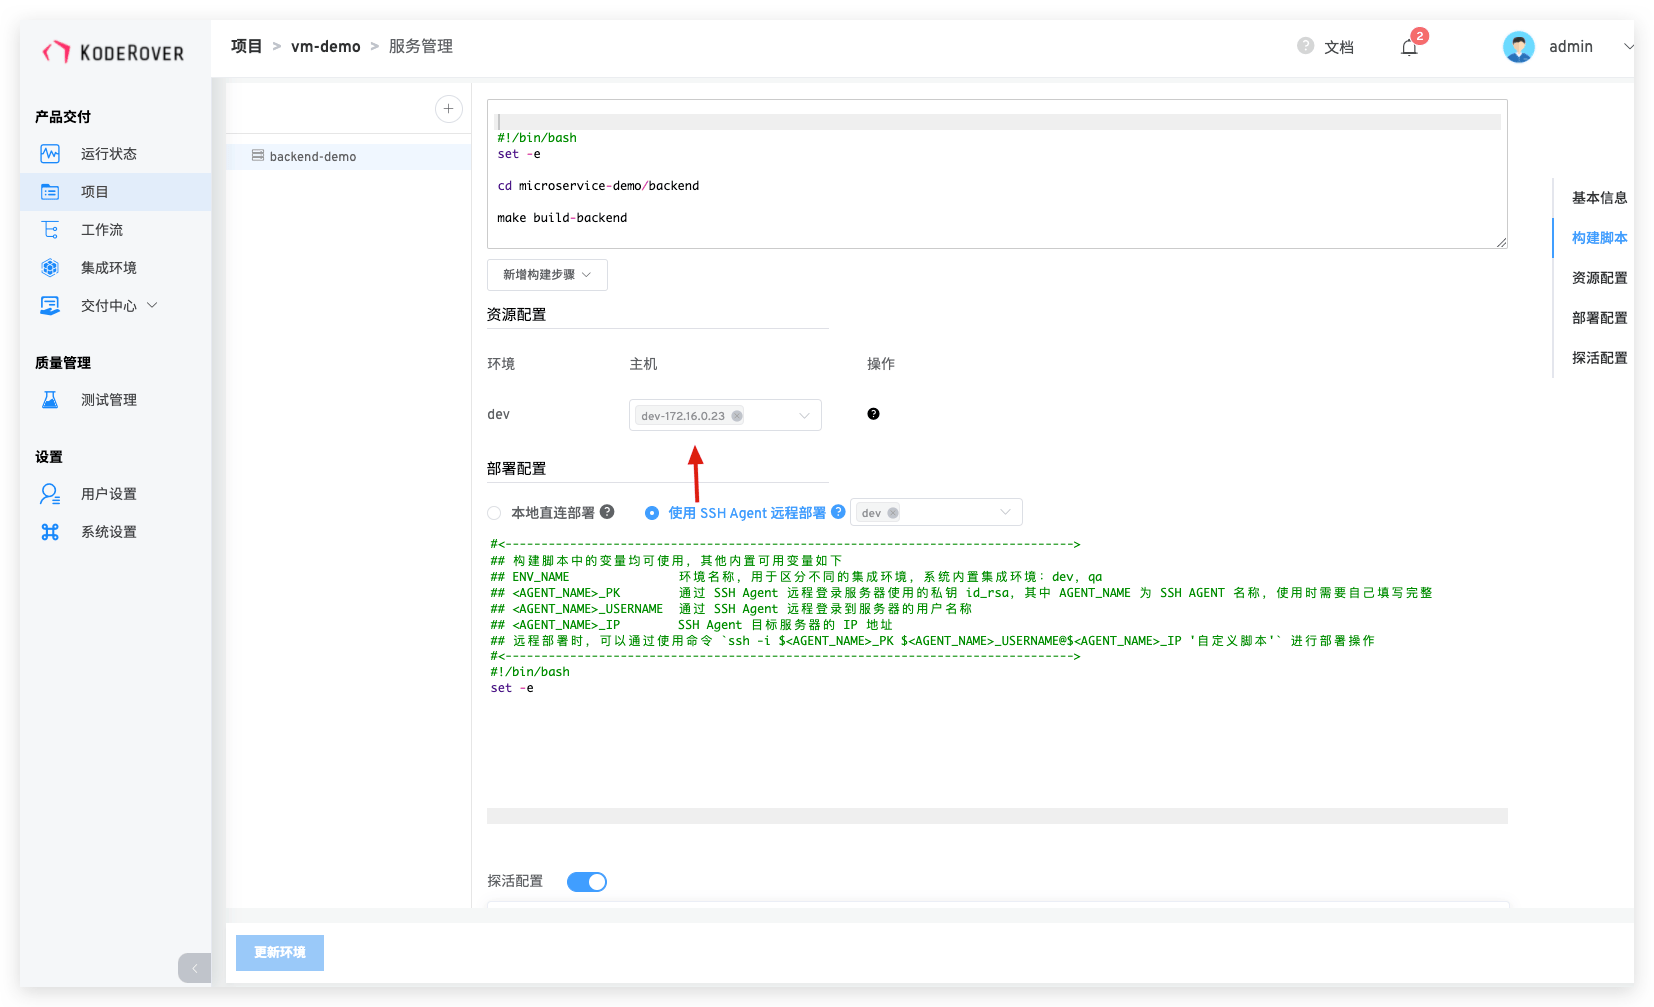 KODEROVER
项目 > vm-demo > 服务管理
? 文档
2
admin
产品交付
运行状态
项目
工作流
集成环境
交付中心
质量管理
测试管理
设置
用户设置
系统设置
+
backend-demo
#!/bin/bash
set -e
cd microservice-demo/backend
make build-backend
新增构建步骤
基本信息
构建脚本
资源配置
部署配置
探活配置
资源配置
环境 主机 操作
dev dev-172.16.0.23 ?
部署配置
本地直连部署 ? 使用 SSH Agent 远程部署 ? dev
#<------------------------------------------------------------------------------->
## 构建脚本中的变量均可使用，其他内置可用变量如下
## ENV_NAME 环境名称，用于区分不同的集成环境，系统内置集成环境：dev，qa
## <AGENT_NAME>_PK 通过 SSH Agent 远程登录服务器使用的私钥 id_rsa，其中 AGENT_NAME 为 SSH AGENT 名称，使用时需要自己填写完整
## <AGENT_NAME>_USERNAME 通过 SSH Agent 远程登录到服务器的用户名称
## <AGENT_NAME>_IP SSH Agent 目标服务器的 IP 地址
## 远程部署时，可以通过使用命令 `ssh -i $<AGENT_NAME>_PK $<AGENT_NAME>_USERNAME@$<AGENT_NAME>_IP '自定义脚本'` 进行部署操作
#<------------------------------------------------------------------------------->
#!/bin/bash
set -e
探活配置
更新环境